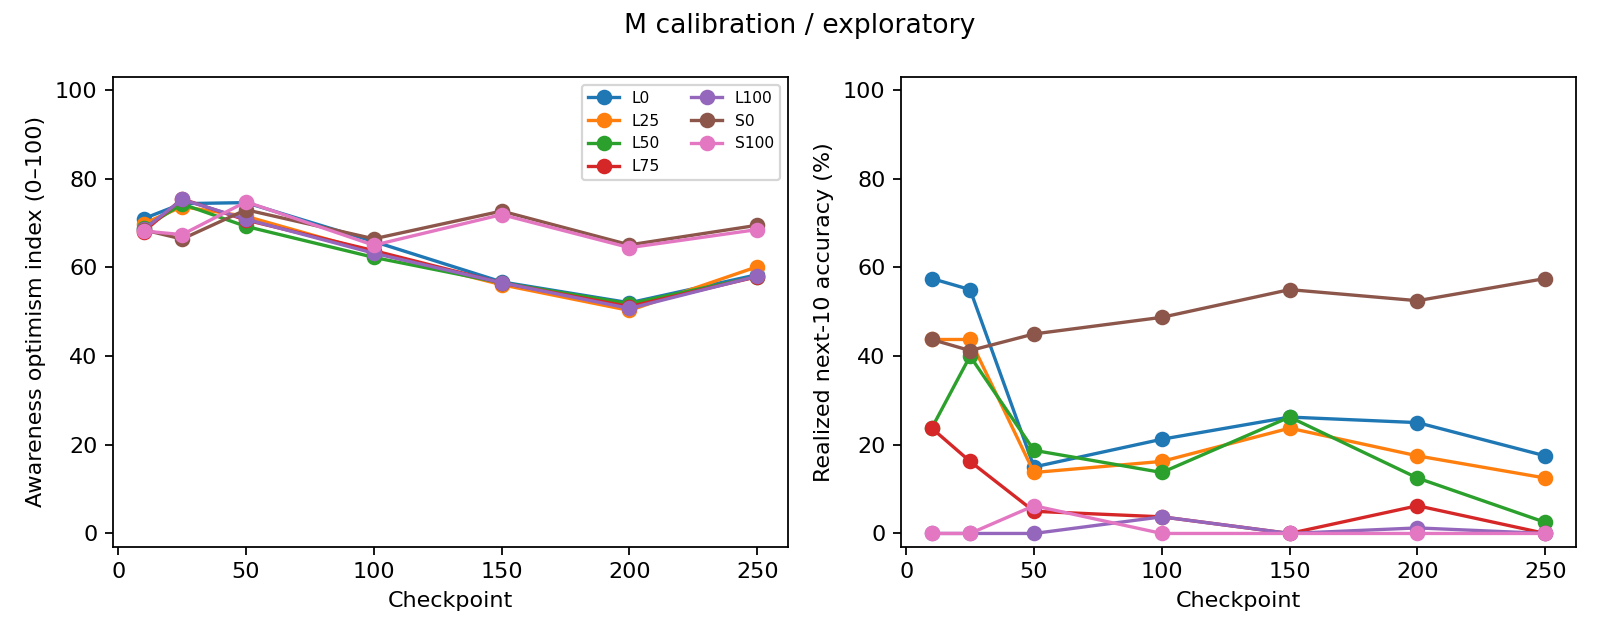 M calibration / exploratory
Awareness optimism index (0–100)
100
80
60
40
20
0
L0
L25
L50
L75
L100
S0
S100
0 50 100 150 200 250
Checkpoint
Realized next-10 accuracy (%)
100
80
60
40
20
0
0 50 100 150 200 250
Checkpoint